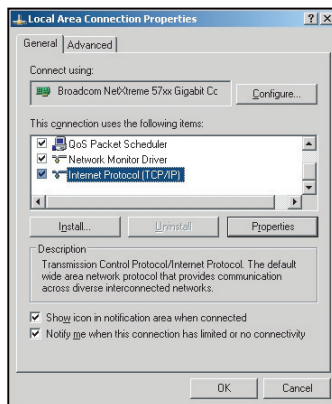 Local Area Connection Properties
General Advanced
Connect using:
Broadcom NetXtreme 57xx Gigabit Cc Configure...
This connection uses the following items:
QoS Packet Scheduler
Network Monitor Driver
Internet Protocol (TCP/IP)
Install... Uninstall Properties
Description
Transmission Control Protocol/Internet Protocol. The default
wide area network protocol that provides communication
across diverse interconnected networks.
Show icon in notification area when connected
Notify me when this connection has limited or no connectivity
OK Cancel